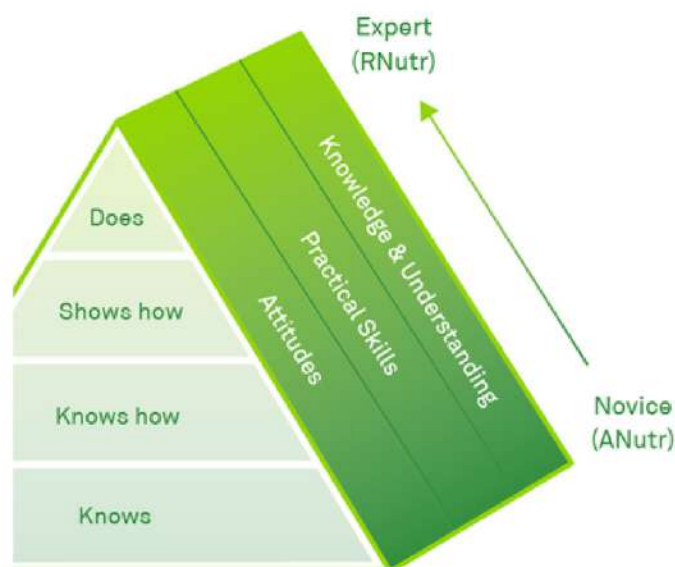 Expert
(RNutr)
Does
Shows how
Knows how
Knows
Attitudes
Practical Skills
Knowledge & Understanding
Novice
(ANutr)